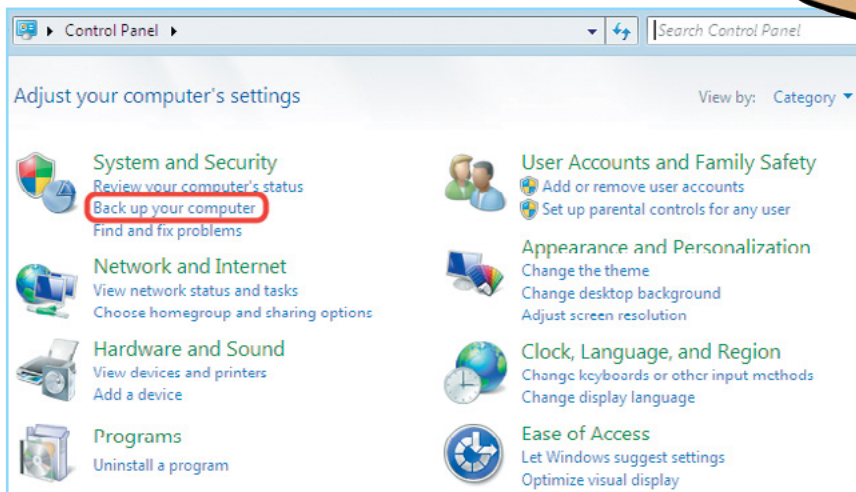 Control Panel
Search Control Panel
Adjust your computer's settings
View by: Category
System and Security
Review your computer's status
Back up your computer
Find and fix problems
Network and Internet
View network status and tasks
Choose homegroup and sharing options
Hardware and Sound
View devices and printers
Add a device
Programs
Uninstall a program
User Accounts and Family Safety
Add or remove user accounts
Set up parental controls for any user
Appearance and Personalization
Change the theme
Change desktop background
Adjust screen resolution
Clock, Language, and Region
Change keyboards or other input methods
Change display language
Ease of Access
Let Windows suggest settings
Optimize visual display